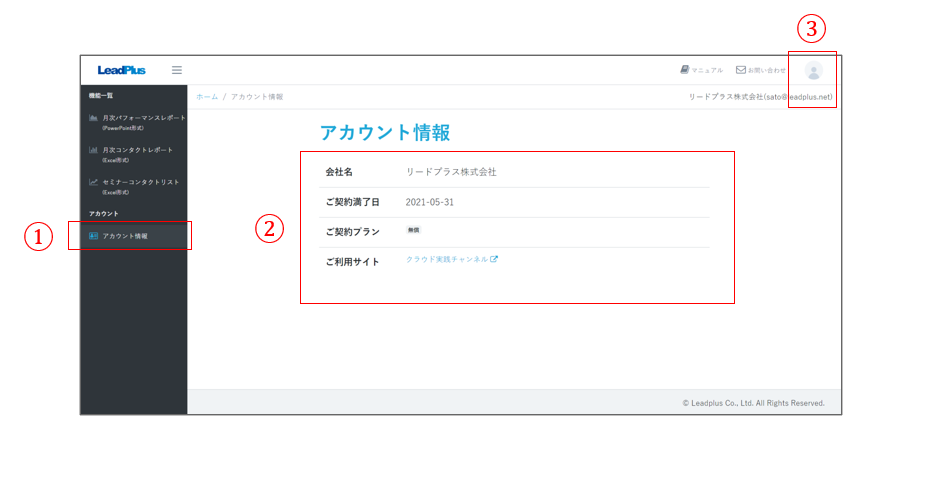 ③
LeadPlus
マニュアル
お問い合わせ
機能一覧
ホーム / アカウント情報
リードプラス株式会社(sato@leadplus.net)
月次パフォーマンスレポート
(PowerPoint形式)
月次コンタクトレポート
(Excel形式)
セミナーコンタクトリスト
(Excel形式)
アカウント
①
アカウント情報
アカウント情報
②
会社名 リードプラス株式会社
ご契約満了日 2021-05-31
ご契約プラン 無償
ご利用サイト クラウド実践チャンネル
© Leadplus Co., Ltd. All Rights Reserved.